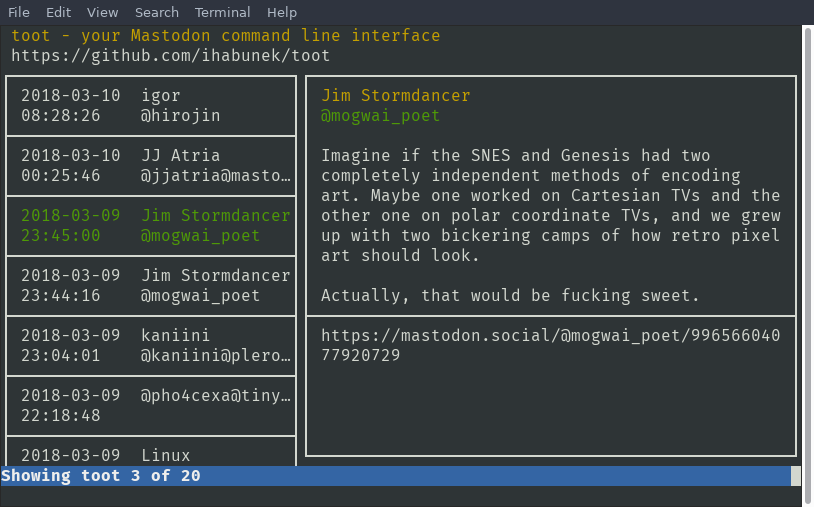 File Edit View Search Terminal Help
toot - your Mastodon command line interface
https://github.com/ihabunek/toot
2018-03-10 igor
08:28:26 @hirojin
2018-03-10 JJ Atria
00:25:46 @jjatria@masto…
2018-03-09 Jim Stormdancer
23:45:00 @mogwai_poet
2018-03-09 Jim Stormdancer
23:44:16 @mogwai_poet
2018-03-09 kaniini
23:04:01 @kaniini@plero…
2018-03-09 @pho4cexa@tiny…
22:18:48
2018-03-09 Linux
Jim Stormdancer
@mogwai_poet
Imagine if the SNES and Genesis had two
completely independent methods of encoding
art. Maybe one worked on Cartesian TVs and the
other one on polar coordinate TVs, and we grew
up with two bickering camps of how retro pixel
art should look.
Actually, that would be fucking sweet.
https://mastodon.social/@mogwai_poet/996566040
77920729
Showing toot 3 of 20